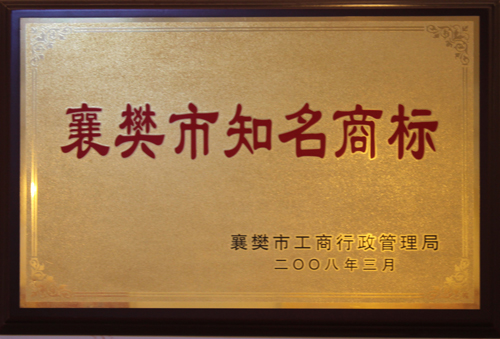 襄樊市知名商标
襄樊市工商行政管理局
二〇〇八年三月